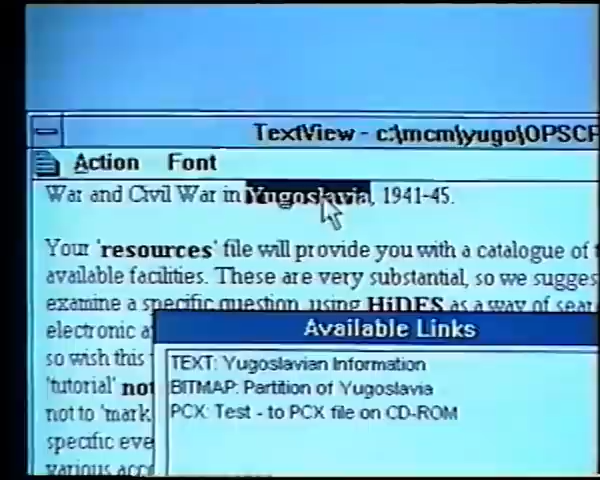 TextView - c:\mcm\yugo\OPSCF
Action Font
War and Civil War in Yugoslavia, 1941-45.
Your 'resources' file will provide you with a catalogue of
available facilities. These are very substantial, so we sugges
examine a specific question, using HiDES as a way of sear
electronic a
so wish this
'tutorial' not
not to 'mark
specific eve
various acc
Available Links
TEXT: Yugoslavian Information
BITMAP: Partition of Yugoslavia
PCX: Test - to PCX file on CD-ROM